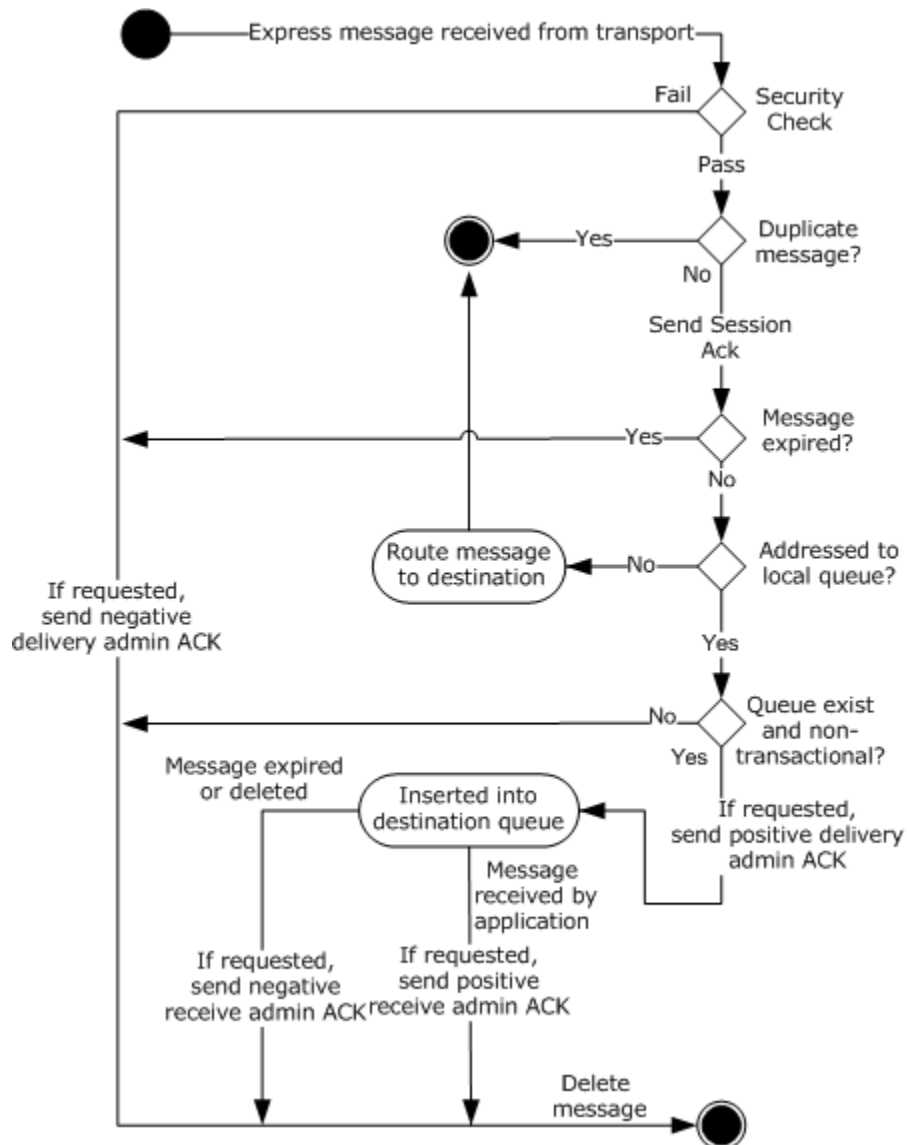 Express message received from transport
Fail
Security
Check
Pass
Yes
Duplicate
message?
No
Send Session
Ack
Yes
Message
expired?
No
Route message
to destination
No
Addressed to
local queue?
If requested,
send negative
delivery admin ACK
Yes
No
Queue exist
and non-
transactional?
Yes
Message expired
or deleted
Inserted into
destination queue
If requested,
send positive delivery
admin ACK
Message
received by
application
If requested,
send negative
receive admin ACK
If requested,
send positive
receive admin ACK
Delete
message